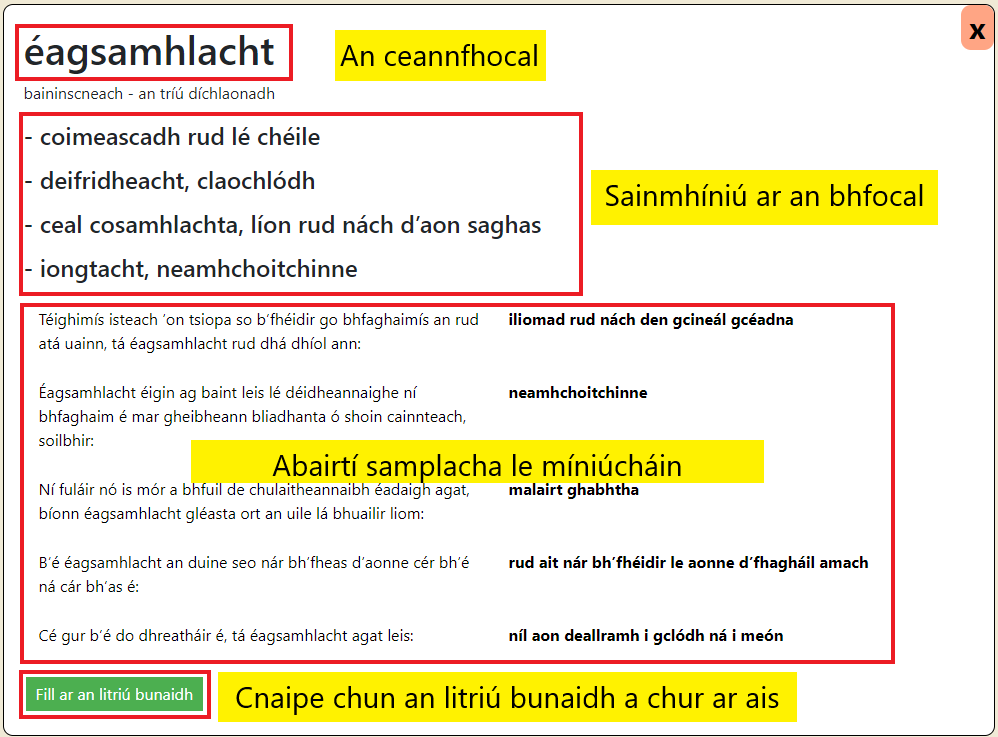 x
éagsamhlacht
An ceannfhocal
baininscneach - an tríú díchlaonadh
- coimeascadh rud lé chéile
- deifridheacht, claochlódh
Sainmhíniú ar an bhfocal
- ceal cosamhlachta, líon rud nách d’aon saghas
- iongtacht, neamhchoitchinne
Téighimís isteach ’on tsiopa so b’fhéidir go bhfaghaimís an rud
atá uainn, tá éagsamhlacht rud dhá dhíol ann:
iliomad rud nách den gcineál gcéadna
Éagsamhlacht éigin ag baint leis lé déidheannaighe ní
bhfaghaim é mar gheibheann bliadhanta ó shoin cainnteach,
soilbhir:
neamhchoitchinne
Abairtí samplacha le míniúcháin
Ní fuláir nó is mór a bhfuil de chulaitheannaibh éadaigh agat,
bíonn éagsamhlacht gléasta ort an uile lá bhuailir liom:
malairt ghabhtha
B’é éagsamhlacht an duine seo nár bh’fheas d’aonne cér bh’é
ná cár bh’as é:
rud ait nár bh’fhéidir le aonne d’fhagháil amach
Cé gur b’é do dhreatháir é, tá éagsamhlacht agat leis:
níl aon deallramh i gclódh ná i meón
Fill ar an litriú bunaidh
Cnaipe chun an litriú bunaidh a chur ar ais